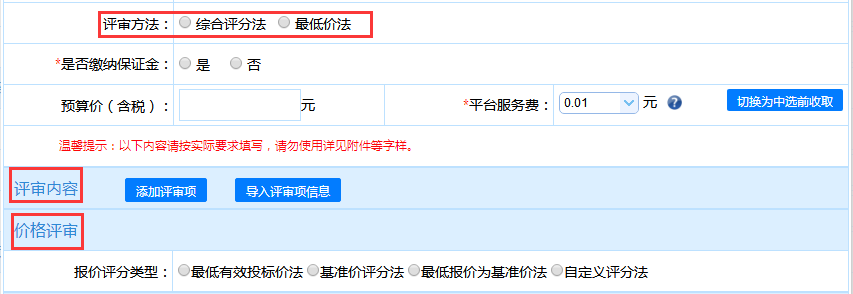 评审方法： 综合评分法 最低价法
*是否缴纳保证金： 是 否
预算价（含税）： 元 *平台服务费： 0.01 元 ? 切换为中选前收取
温馨提示：以下内容请按实际要求填写，请勿使用详见附件等字样。
评审内容 添加评审项 导入评审项信息
价格评审
报价评分类型： 最低有效投标价法 基准价评分法 最低报价为基准价法 自定义评分法